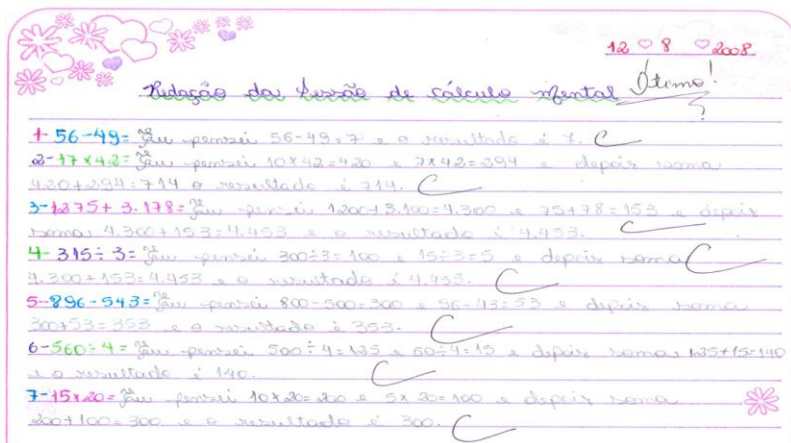 12 8 2008
Redação da Sessão de cálculo mental Ótimo!
1- 56-49= Eu pensei 56-49=7 e o resultado é 7. C
2-17x42= Eu pensei 10x42=420 e 7x42=294 e depois soma
420+294=714 o resultado é 714. C
3-1275+ 3.178= Eu pensei 1200+3.100=4.300 e 75+78=153 e depois
soma 4.300+153=4.453 e o resultado é 4.453. C
4- 315÷3= Eu pensei 300÷3=100 e 15÷3=5 e depois soma C
4.300+153=4.453 e o resultado é 4.453. C
5-896-543= Eu pensei 800-500=300 e 96-43=53 e depois soma
300+53=353 e o resultado é 353. C
6-560÷4= Eu pensei 500÷4=125 e 60÷4=15 e depois soma 125+15=140
e o resultado é 140. C
7-15x20= Eu pensei 10x20=200 e 5x20=100 e depois soma
200+100=300 e o resultado é 300. C